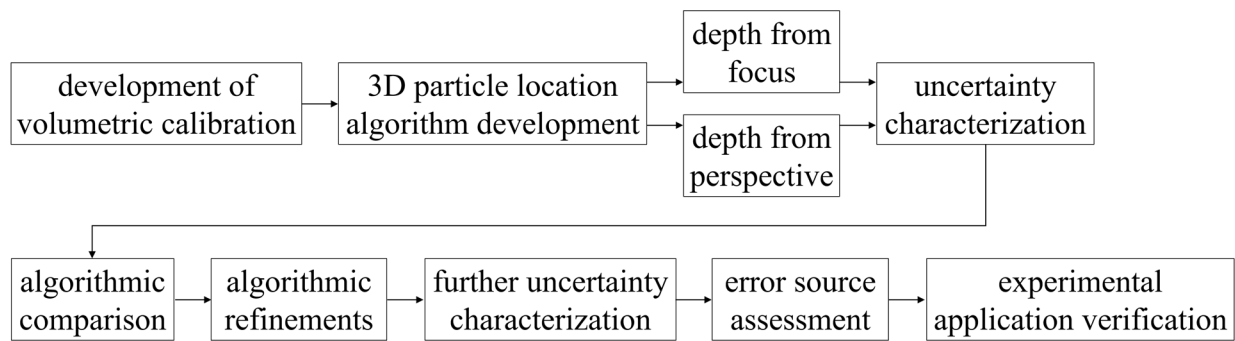 development of
volumetric calibration
3D particle location
algorithm development
depth from
focus
depth from
perspective
uncertainty
characterization
algorithmic
comparison
algorithmic
refinements
further uncertainty
characterization
error source
assessment
experimental
application verification